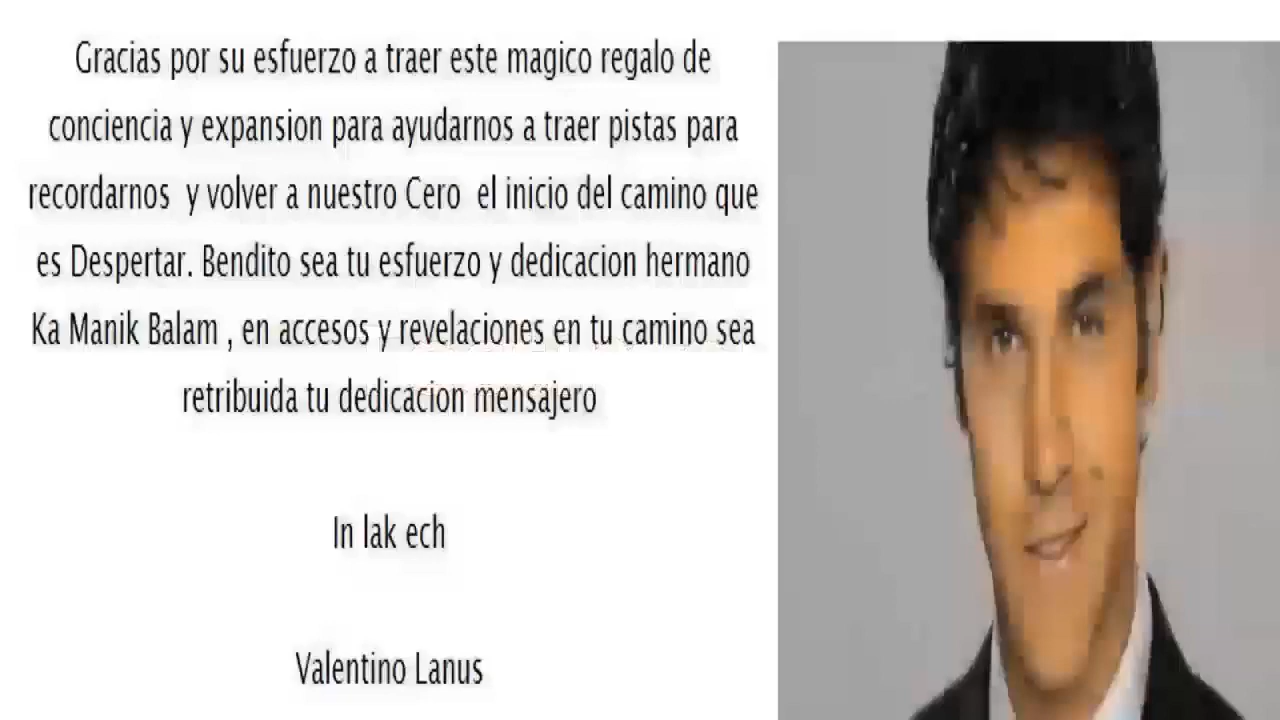 Gracias por su esfuerzo a traer este magico regalo de
conciencia y expansion para ayudarnos a traer pistas para
recordarnos y volver a nuestro Cero el inicio del camino que
es Despertar. Bendito sea tu esfuerzo y dedicacion hermano
Ka Manik Balam , en accesos y revelaciones en tu camino sea
retribuida tu dedicacion mensajero
In lak ech
Valentino Lanus